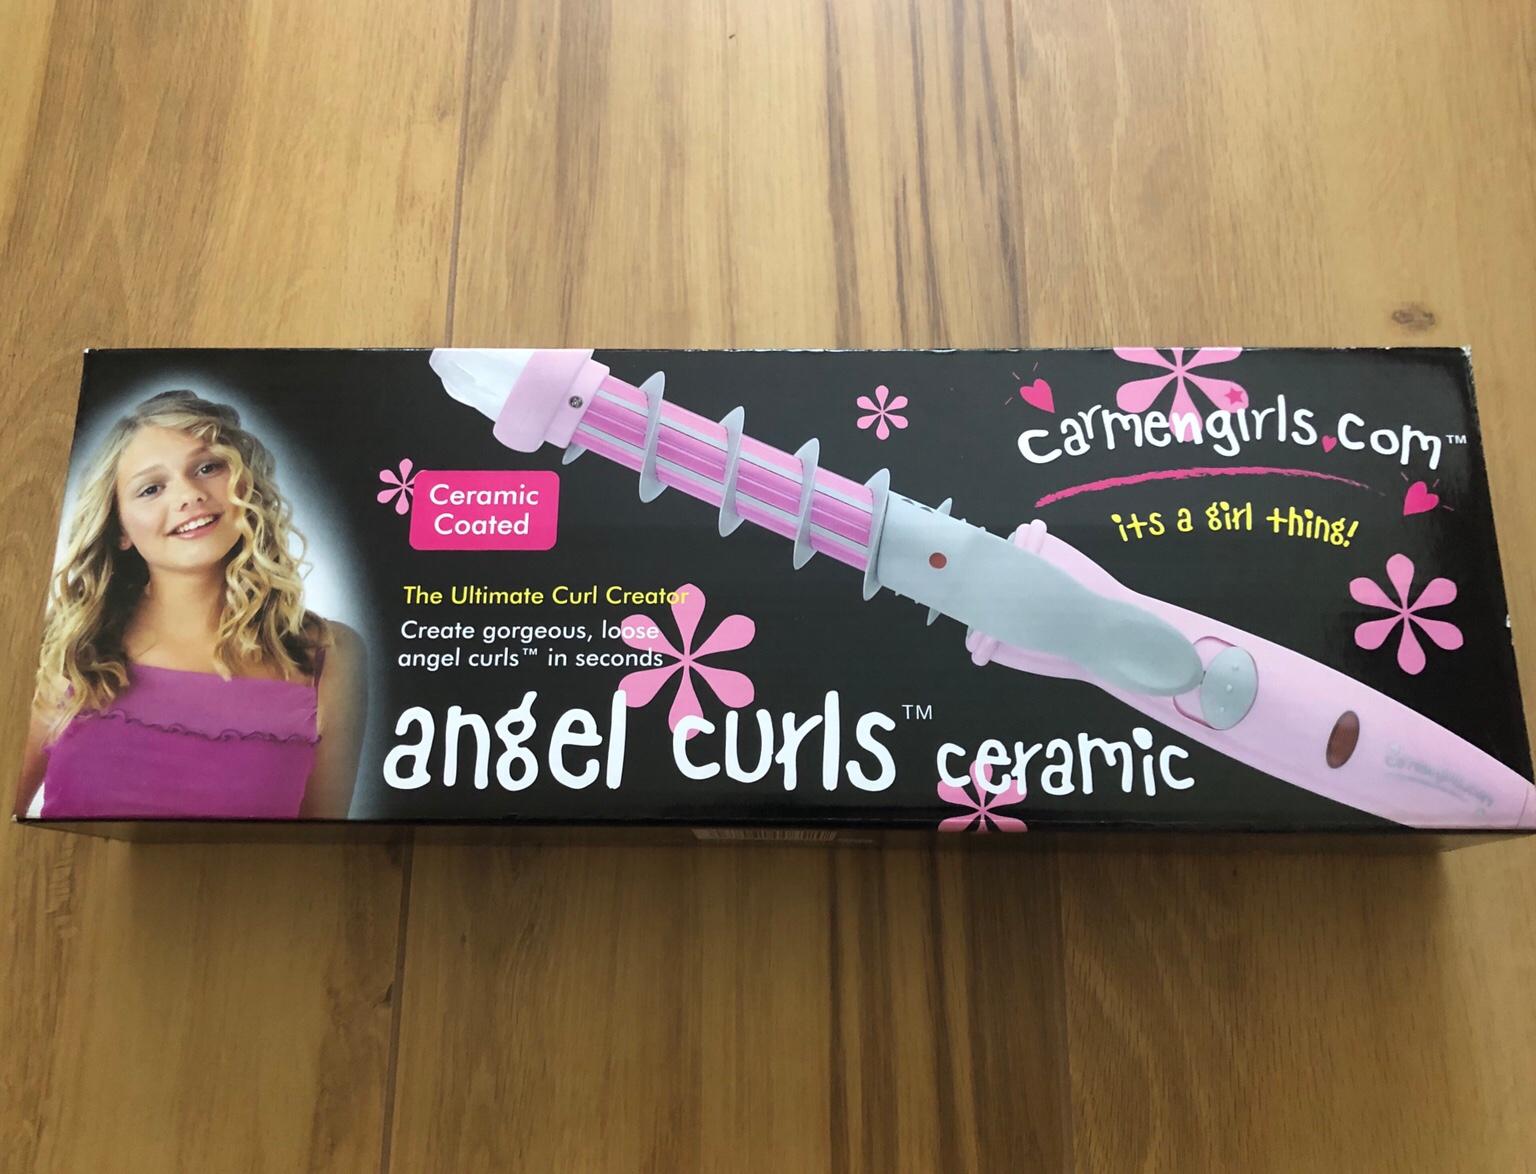 carmengirls.com™
its a girl thing!
Ceramic
Coated
The Ultimate Curl Creator
Create gorgeous, loose
angel curls™ in seconds
angel curls™ ceramic